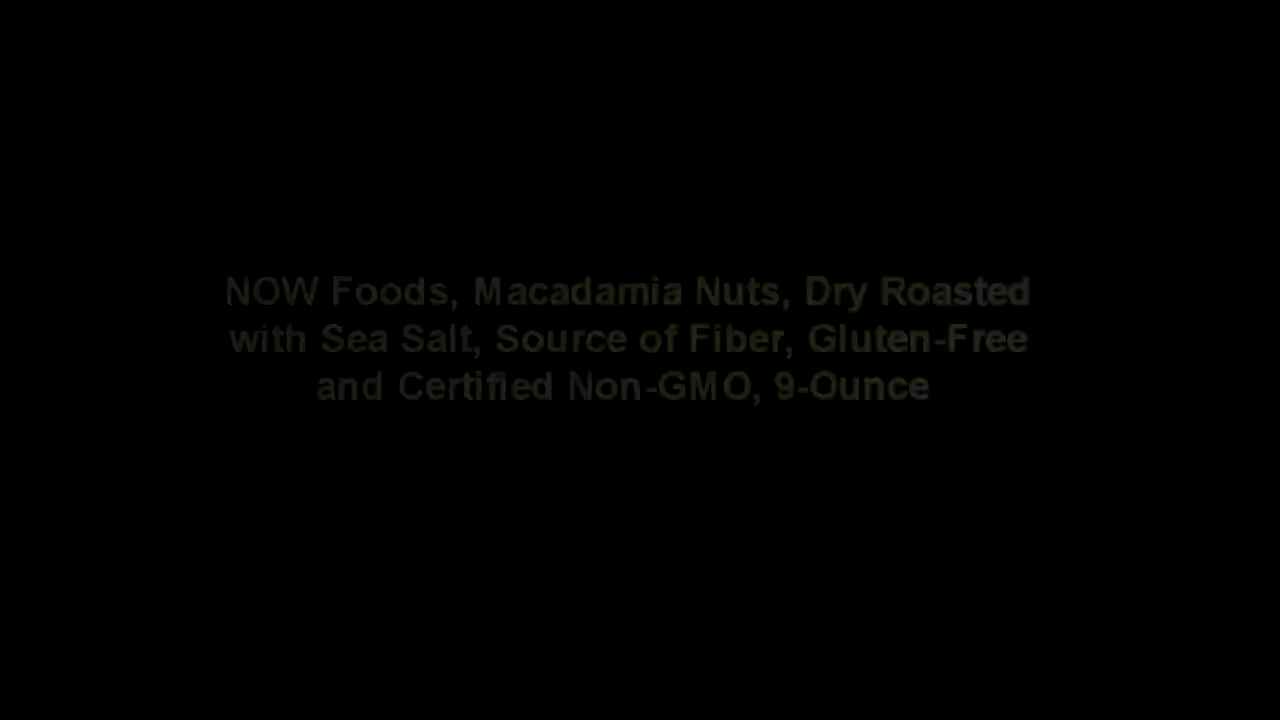 NOW Foods, Macadamia Nuts, Dry Roasted
with Sea Salt, Source of Fiber, Gluten-Free
and Certified Non-GMO, 9-Ounce